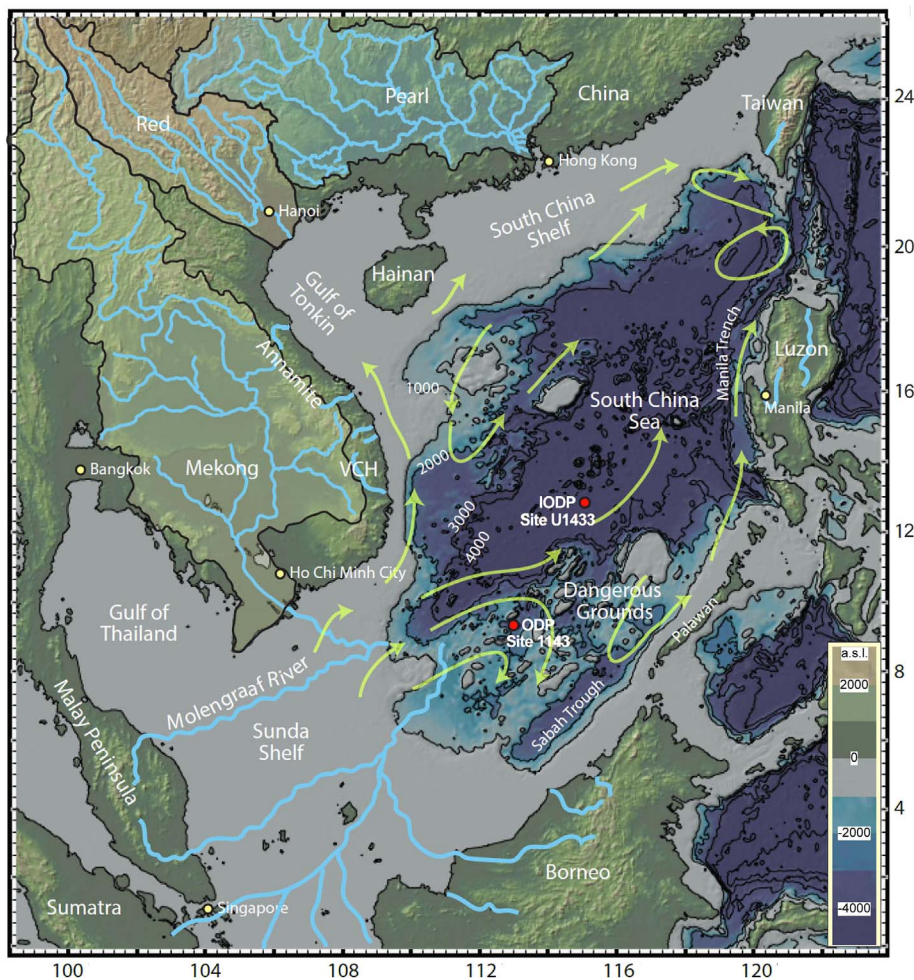 China
Pearl
Taiwan
24
Red
Hong Kong
Hanoi
South China
Shelf
20
Hainan
Gulf of
Tonkin
Manila Trench
Luzon
Annamite
1000
16
South China
Sea
Manila
2000
Bangkok
Mekong
VCH
IODP
Site U1433
3000
4000
12
Ho Chi Minh City
Dangerous
Grounds
Gulf of
Thailand
ODP
Site 1143
Palawan
a.s.l.
8
2000
Molengraaf River
Malay Peninsula
Sunda
Shelf
Sabah Trough
0
4
-2000
Borneo
Sumatra
Singapore
-4000
100
104
108
112
116
120